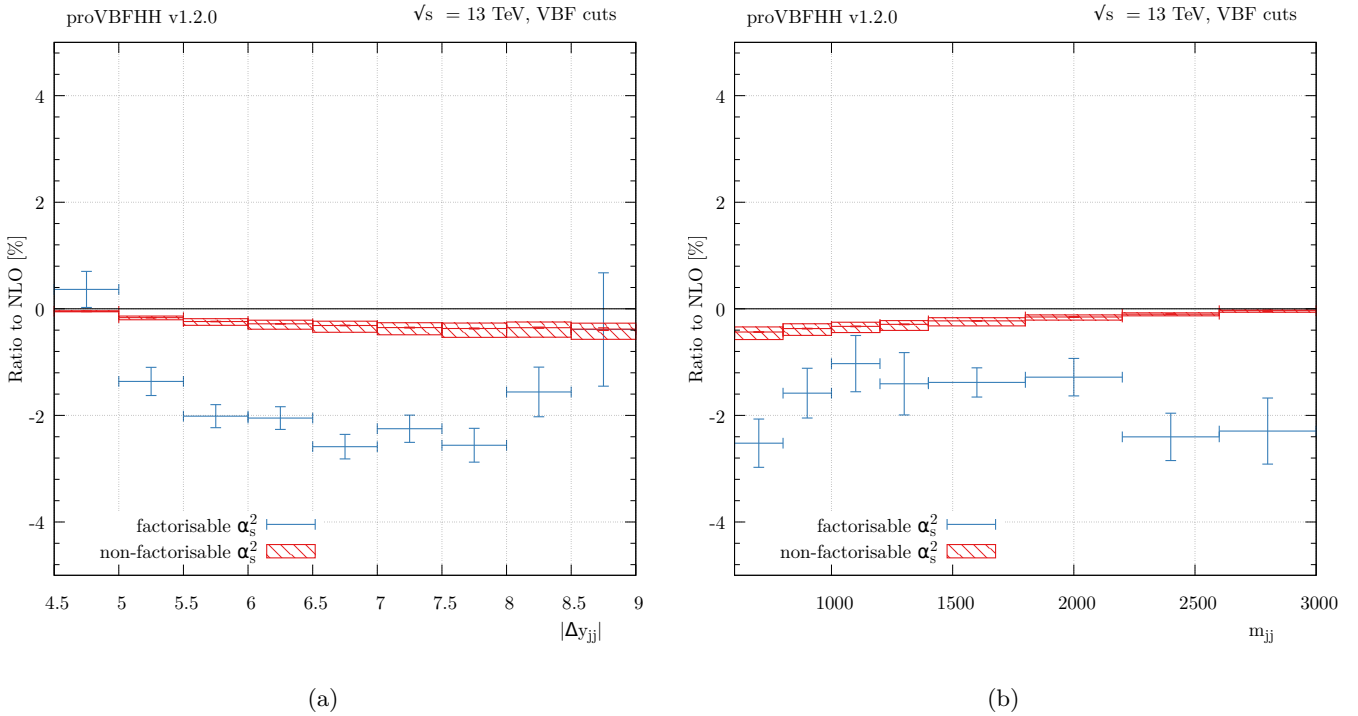 proVBFHH v1.2.0
√s = 13 TeV, VBF cuts
Ratio to NLO [%]
4
2
0
-2
-4
factorisable α_s^2
non-factorisable α_s^2
4.5 5 5.5 6 6.5 7 7.5 8 8.5 9
|Δy_jj|
(a)
proVBFHH v1.2.0
√s = 13 TeV, VBF cuts
Ratio to NLO [%]
4
2
0
-2
-4
factorisable α_s^2
non-factorisable α_s^2
1000 1500 2000 2500 3000
m_jj
(b)